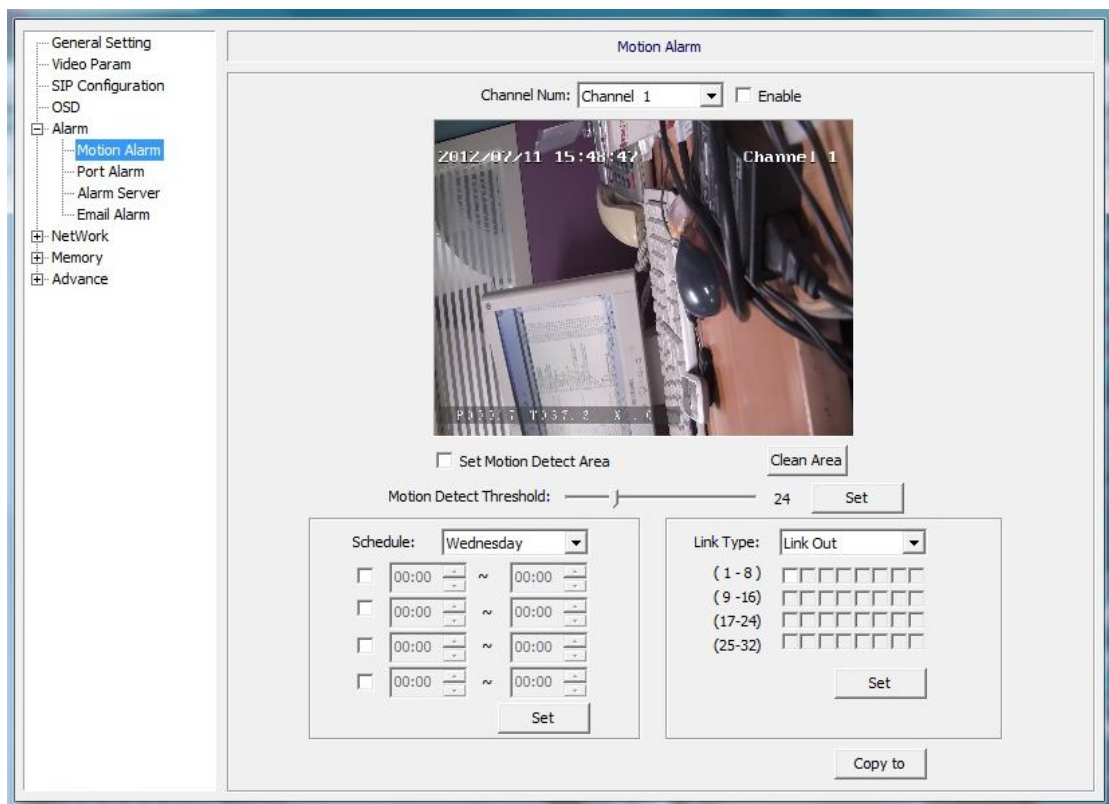 General Setting
Video Param
SIP Configuration
OSD
Alarm
Motion Alarm
Port Alarm
Alarm Server
Email Alarm
NetWork
Memory
Advance
Motion Alarm
Channel Num: Channel 1 Enable
2012/07/11 15:48:47 Channel 1
Set Motion Detect Area Clean Area
Motion Detect Threshold: 24 Set
Schedule: Wednesday
00:00 ~ 00:00
00:00 ~ 00:00
00:00 ~ 00:00
00:00 ~ 00:00
Set
Link Type: Link Out
( 1 - 8 )
( 9 -16)
(17-24)
(25-32)
Set
Copy to